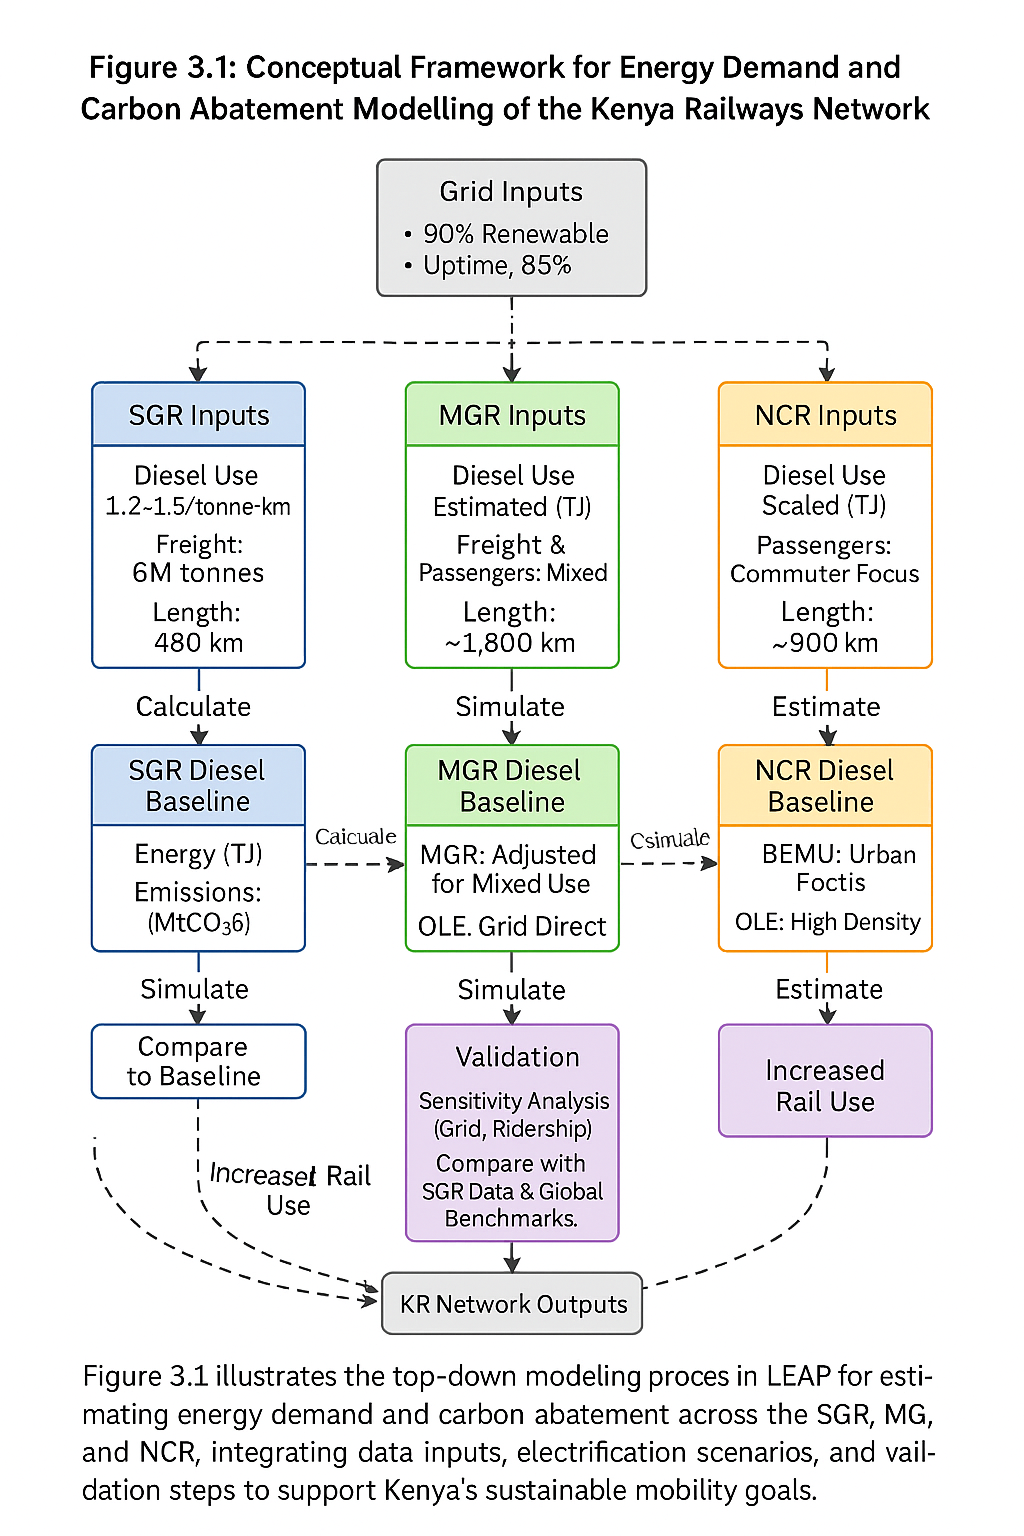 Figure 3.1: Conceptual Framework for Energy Demand and
Carbon Abatement Modelling of the Kenya Railways Network
Grid Inputs
• 90% Renewable
• Uptime, 85%
SGR Inputs
Diesel Use
1.2~1.5/tonne-km
Freight:
6M tonnes
Length:
480 km
MGR Inputs
Diesel Use
Estimated (TJ)
Freight &
Passengers: Mixed
Length:
~1,800 km
NCR Inputs
Diesel Use
Scaled (TJ)
Passengers:
Commuter Focus
Length:
~900 km
Calculate
Simulate
Estimate
SGR Diesel
Baseline
Energy (TJ)
Emissions:
(MtCO₃6)
Caicuale
MGR Diesel
Baseline
MGR: Adjusted
for Mixed Use
OLE. Grid Direct
Csimuale
NCR Diesel
Baseline
BEMU: Urban
Foctis
OLE: High Density
Simulate
Simulate
Estimate
Compare
to Baseline
Validation
Sensitivity Analysis
(Grid, Ridership)
Compare with
SGR Data & Giobal
Benchmarks.
Increased
Rail Use
Increaset Rail
Use
KR Network Outputs
Figure 3.1 illustrates the top-down modeling proces in LEAP for esti-
mating energy demand and carbon abatement across the SGR, MG,
and NCR, integrating data inputs, electrification scenarios, and vail-
dation steps to support Kenya's sustainable mobility goals.